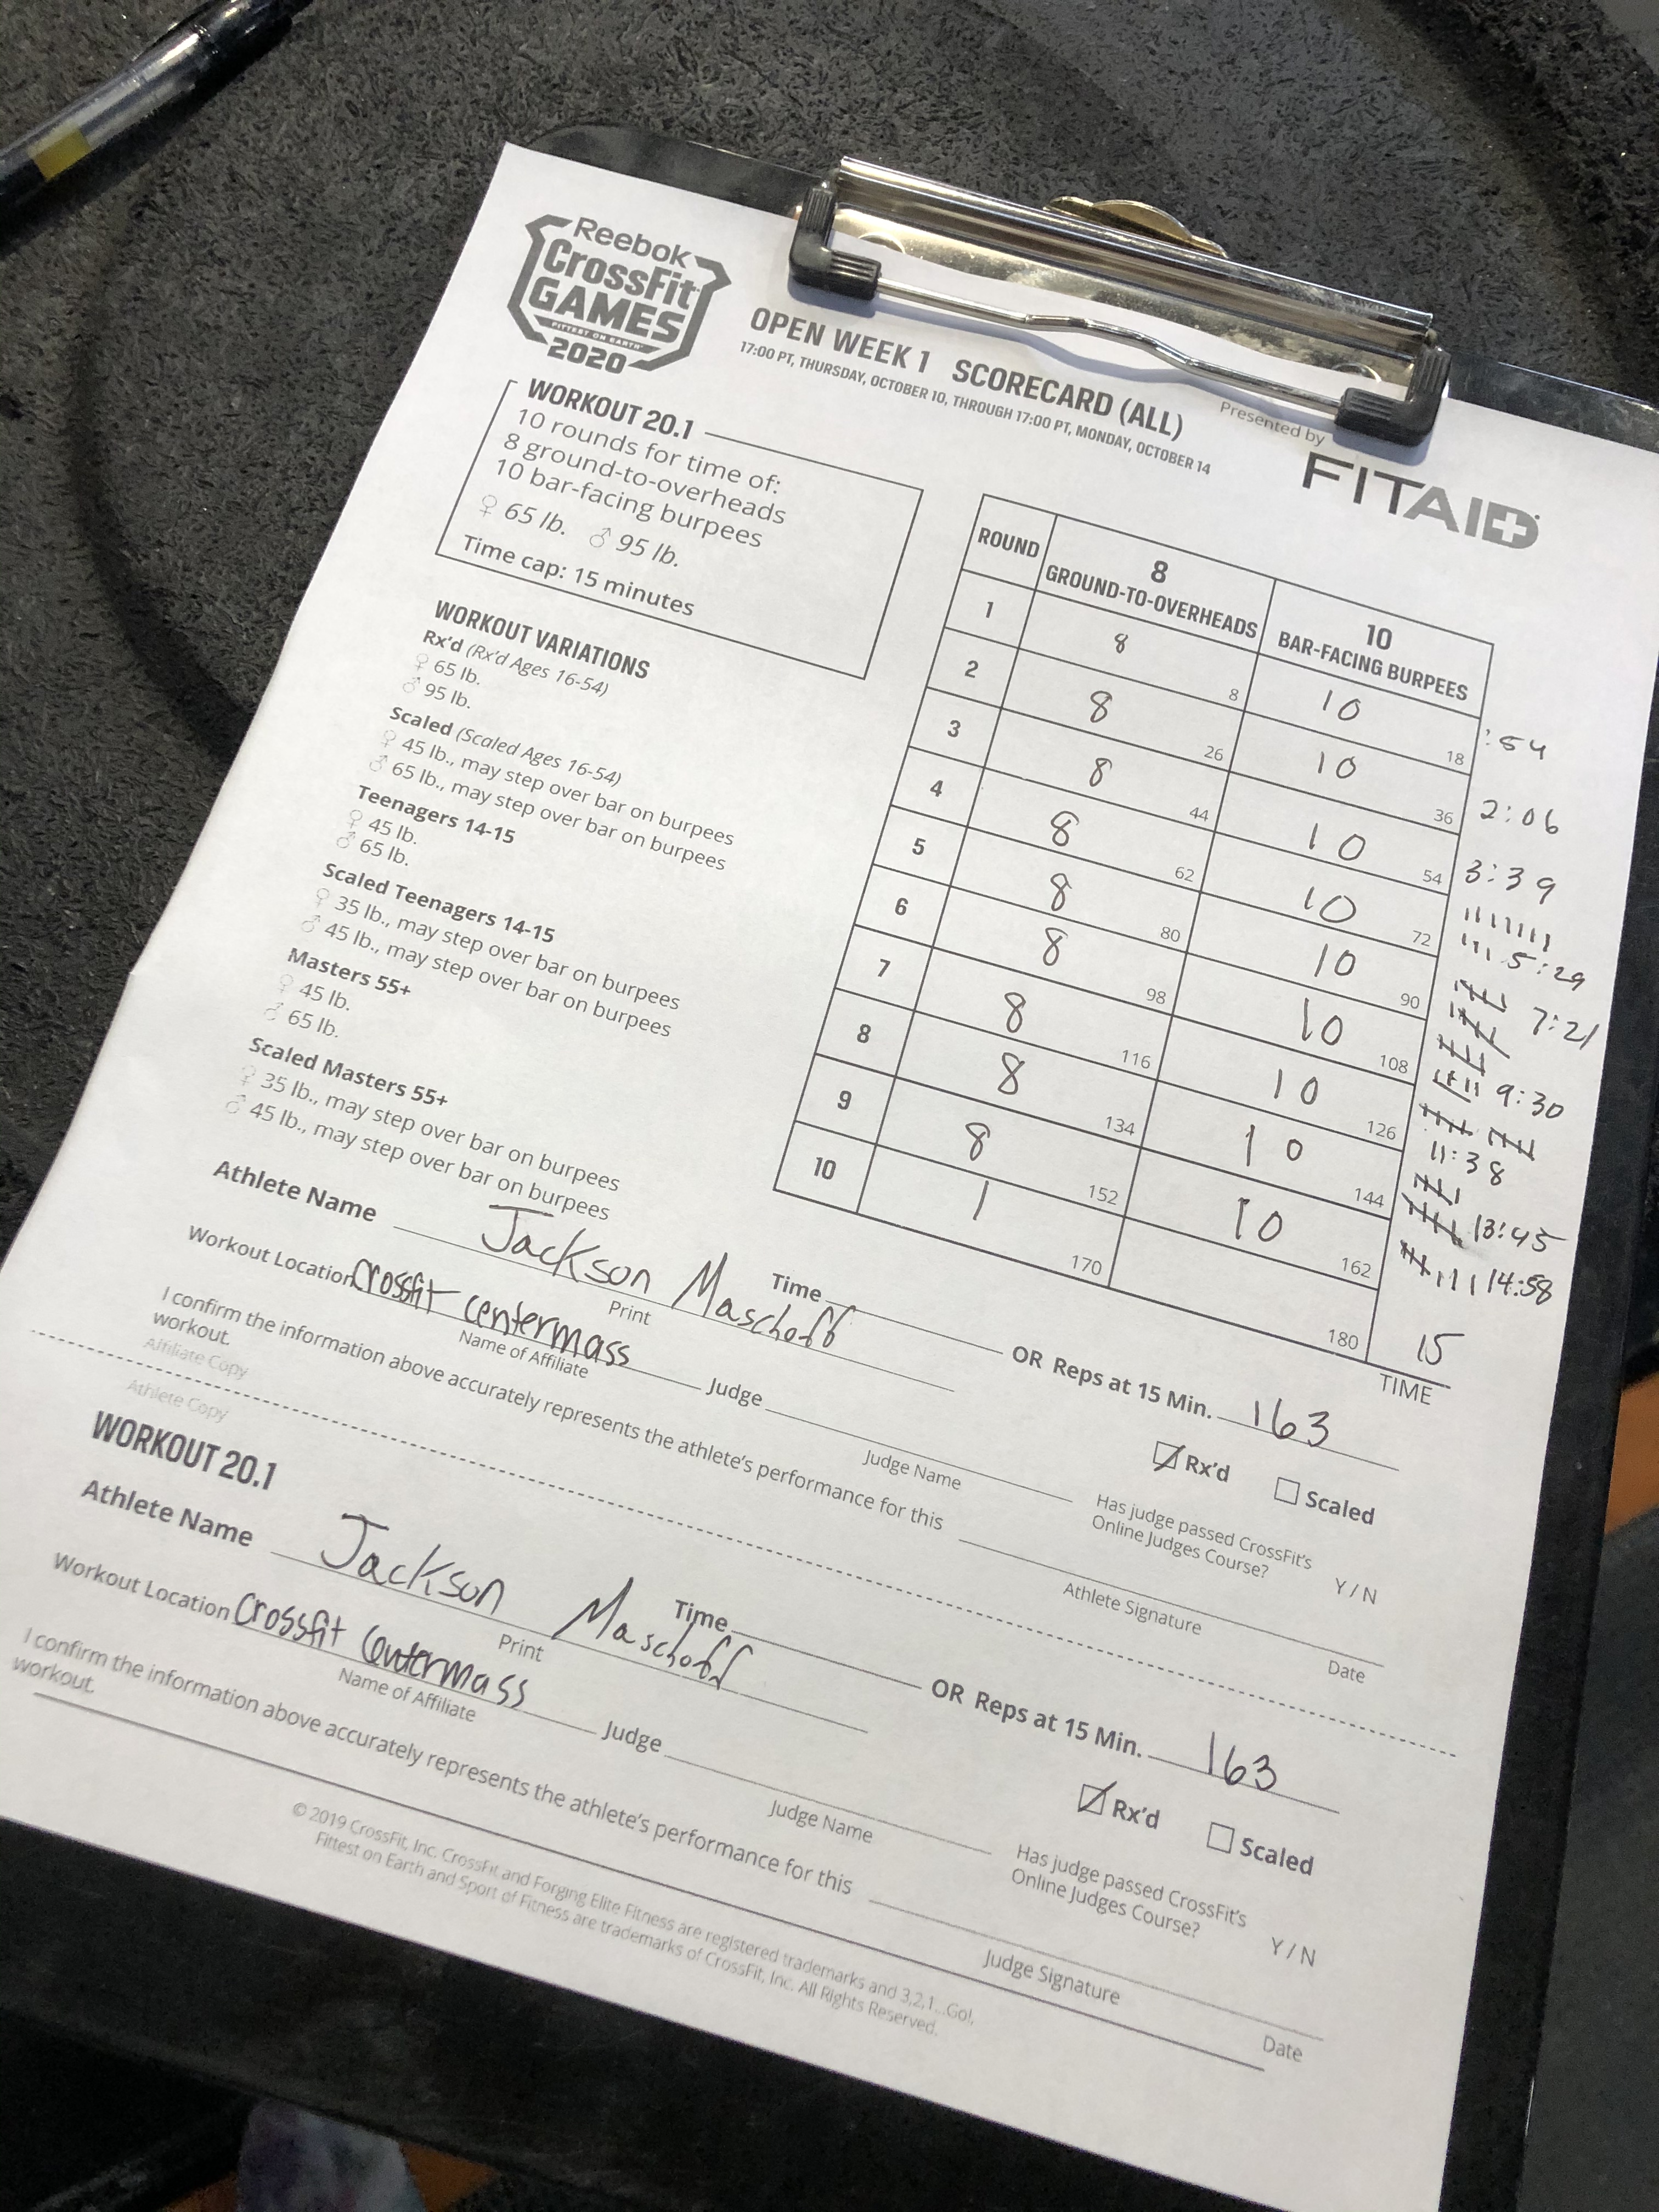 Reebok
CrossFit
GAMES
FITTEST ON EARTH
2020
OPEN WEEK 1 SCORECARD (ALL)
17:00 PT, THURSDAY, OCTOBER 10, THROUGH 17:00 PT, MONDAY, OCTOBER 14
Presented by
FITAID
WORKOUT 20.1
10 rounds for time of:
8 ground-to-overheads
10 bar-facing burpees
♀ 65 lb. ♂ 95 lb.
Time cap: 15 minutes
WORKOUT VARIATIONS
Rx'd (Rx'd Ages 16-54)
♀ 65 lb.
♂ 95 lb.
Scaled (Scaled Ages 16-54)
♀ 45 lb., may step over bar on burpees
♂ 65 lb., may step over bar on burpees
Teenagers 14-15
♀ 45 lb.
♂ 65 lb.
Scaled Teenagers 14-15
♀ 35 lb., may step over bar on burpees
♂ 45 lb., may step over bar on burpees
Masters 55+
♀ 45 lb.
♂ 65 lb.
Scaled Masters 55+
♀ 35 lb., may step over bar on burpees
♂ 45 lb., may step over bar on burpees
ROUND 8 GROUND-TO-OVERHEADS 10 BAR-FACING BURPEES
1 8 8 10 18 :54
2 8 26 10 36 2:06
3 8 44 10 54 3:39
4 8 62 10 72 5:29
5 8 80 10 90 7:21
6 8 98 10 108 9:30
7 8 116 10 126 11:38
8 8 134 10 144 13:45
9 8 152 10 162 14:58
10 1 170 180 15
TIME
Athlete Name Jackson Maschoff
Print
Time OR Reps at 15 Min. 163
Workout Location Crossfit centermass
Name of Affiliate
Judge
Judge Name
Rx'd Scaled
Has judge passed CrossFit's
Online Judges Course? Y / N
I confirm the information above accurately represents the athlete's performance for this
workout.
Athlete Signature
Date
Affiliate Copy
Athlete Copy
WORKOUT 20.1
Athlete Name Jackson Maschoff
Print
Time OR Reps at 15 Min. 163
Workout Location Crossfit Centermass
Name of Affiliate
Judge
Judge Name
Rx'd Scaled
Has judge passed CrossFit's
Online Judges Course? Y / N
I confirm the information above accurately represents the athlete's performance for this
workout.
Judge Signature
Date
© 2019 CrossFit, Inc. CrossFit and Forging Elite Fitness are registered trademarks and 3,2,1...Go!,
Fittest on Earth and Sport of Fitness are trademarks of CrossFit, Inc. All Rights Reserved.